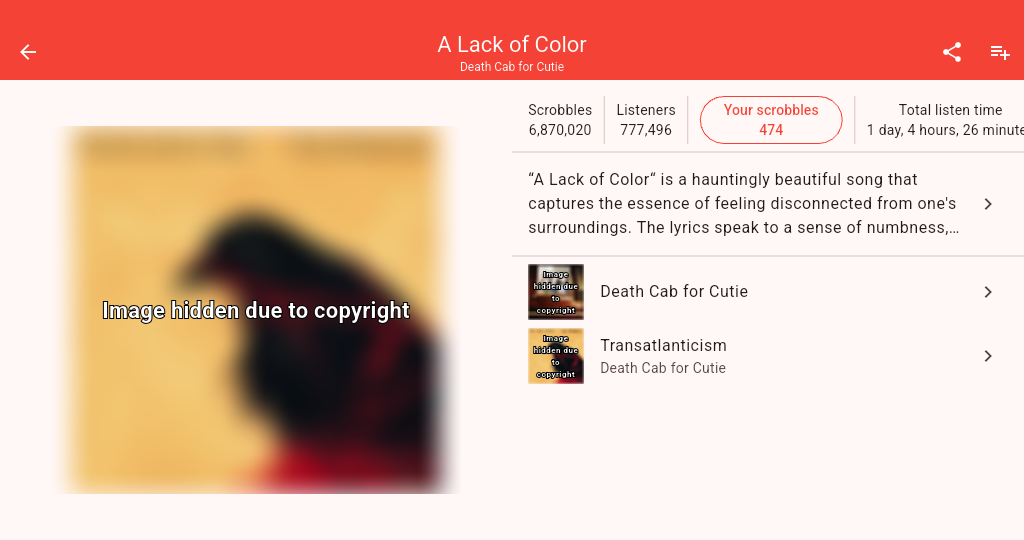 A Lack of Color
Death Cab for Cutie
Image hidden due to copyright
Scrobbles
6,870,020
Listeners
777,496
Your scrobbles
474
Total listen time
1 day, 4 hours, 26 minute
“A Lack of Color“ is a hauntingly beautiful song that
captures the essence of feeling disconnected from one's
surroundings. The lyrics speak to a sense of numbness,…
Image
hidden due
to
copyright
Death Cab for Cutie
Image
hidden due
to
copyright
Transatlanticism
Death Cab for Cutie